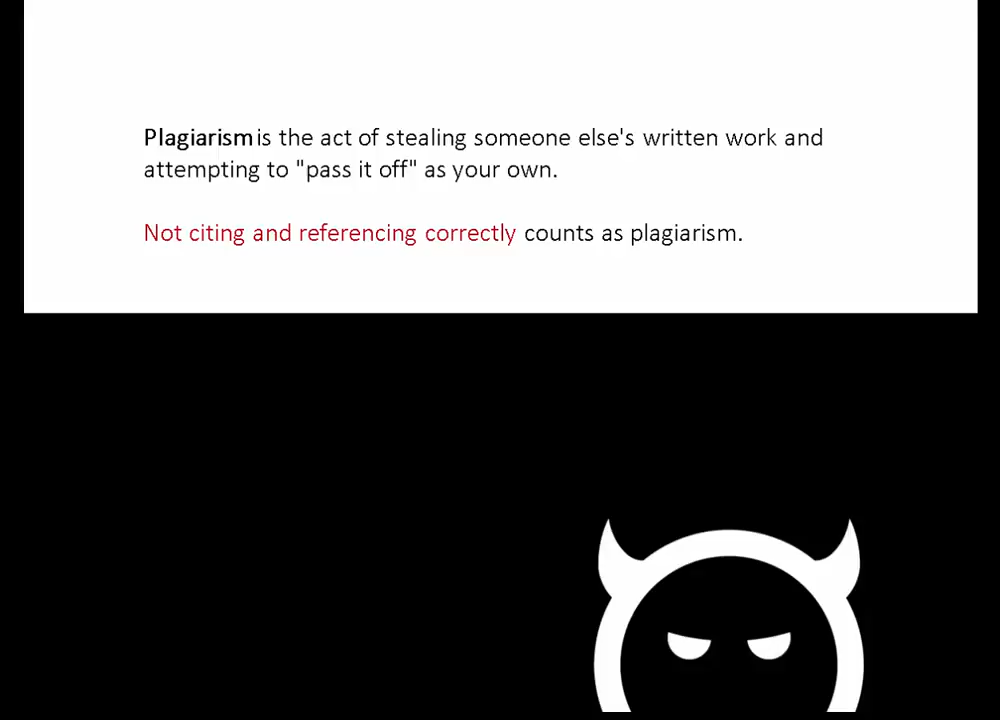 Plagiarism is the act of stealing someone else's written work and
attempting to "pass it off" as your own.
Not citing and referencing correctly counts as plagiarism.